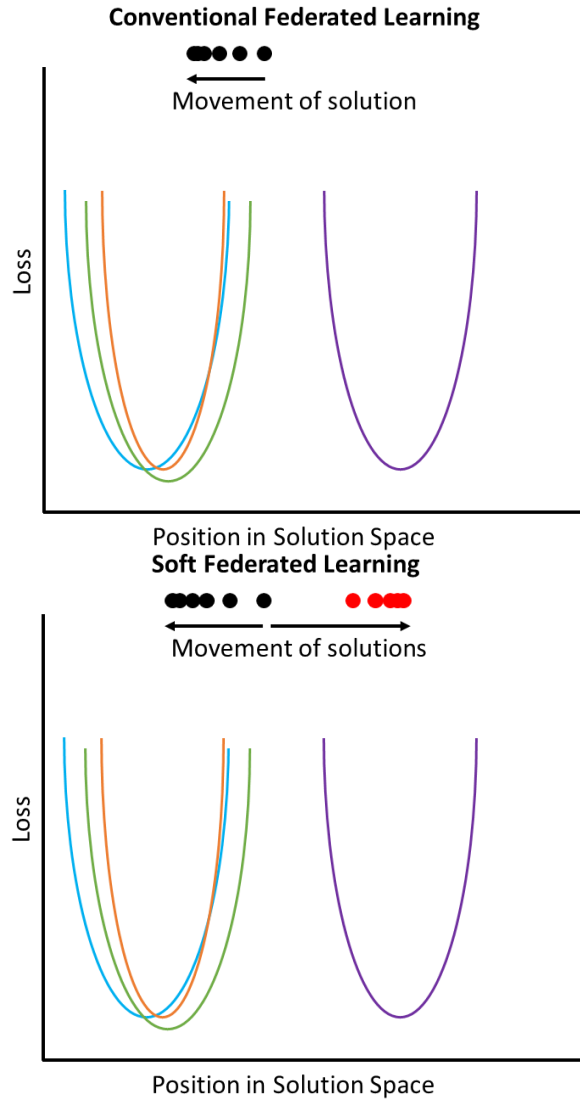 Conventional Federated Learning
Movement of solution
Loss
Position in Solution Space
Soft Federated Learning
Movement of solutions
Loss
Position in Solution Space